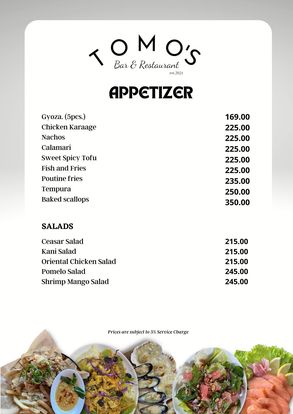 TOMO'S
Bar & Restaurant
est. 2021
APPETIZER
Gyoza. (5pcs.) 169.00
Chicken Karaage 225.00
Nachos 225.00
Calamari 225.00
Sweet Spicy Tofu 225.00
Fish and Fries 225.00
Poutine fries 235.00
Tempura 250.00
Baked scallops 350.00
SALADS
Ceasar Salad 215.00
Kani Salad 215.00
Oriental Chicken Salad 215.00
Pomelo Salad 245.00
Shrimp Mango Salad 245.00
Prices are subject to 5% Service Charge